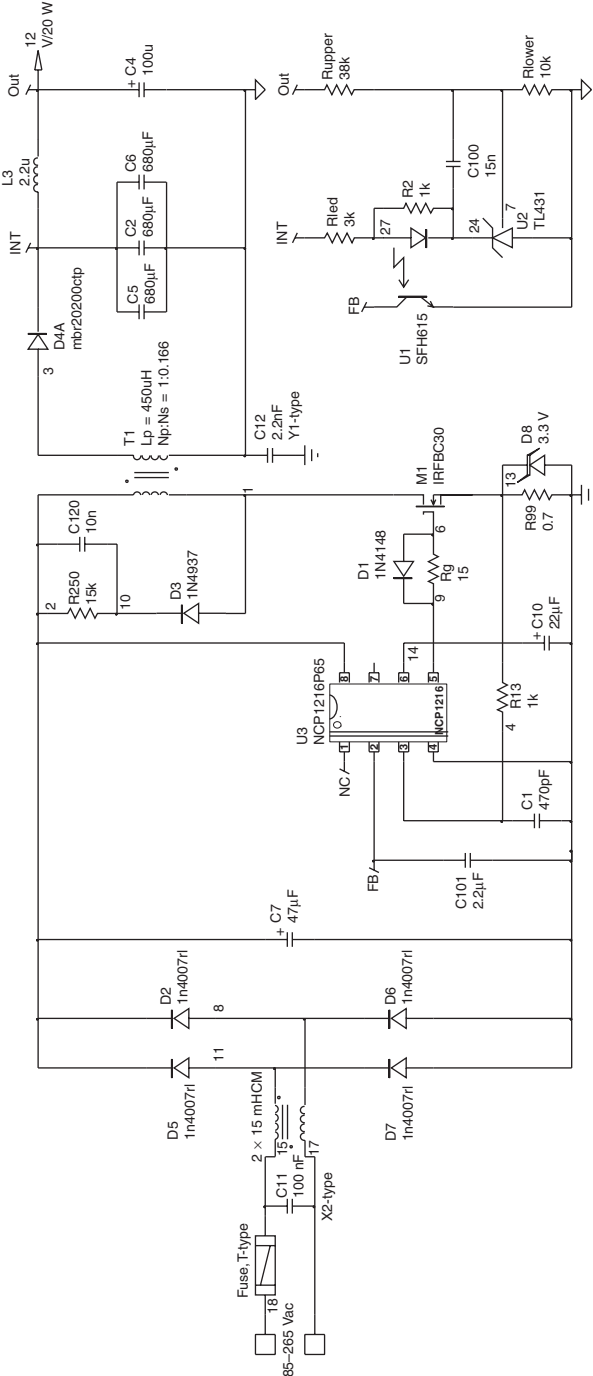 85–265 Vac
18
Fuse, T-type
C11
100 nF
X2-type
2 × 15 mHCM
15
17
D5
1n4007rl
11
D2
1n4007rl
8
D7
1n4007rl
D6
1n4007rl
C7
47µF
+
FB
C101
2.2µF
C1
470pF
NC
U3
NCP1216P65
1
2
3
4
8
7
6
5
NCP1216
14
4
R13
1k
C10
22µF
+
2
R250
15k
10
C120
10n
D3
1N4937
1
D1
1N4148
9
Rg
15
6
M1
IRFBC30
13
R99
0.7
D8
3.3 V
T1
Lp = 450uH
Np:Ns = 1:0.166
C12
2.2nF
Y1-type
3
D4A
mbr20200ctp
INT
C5
680µF
C2
680µF
C6
680µF
L3
2.2u
Out
12
V/20 W
C4
100u
+
FB
U1
SFH615
INT
Rled
3k
27
R2
1k
C100
15n
24
7
U2
TL431
Out
Rupper
38k
Rlower
10k